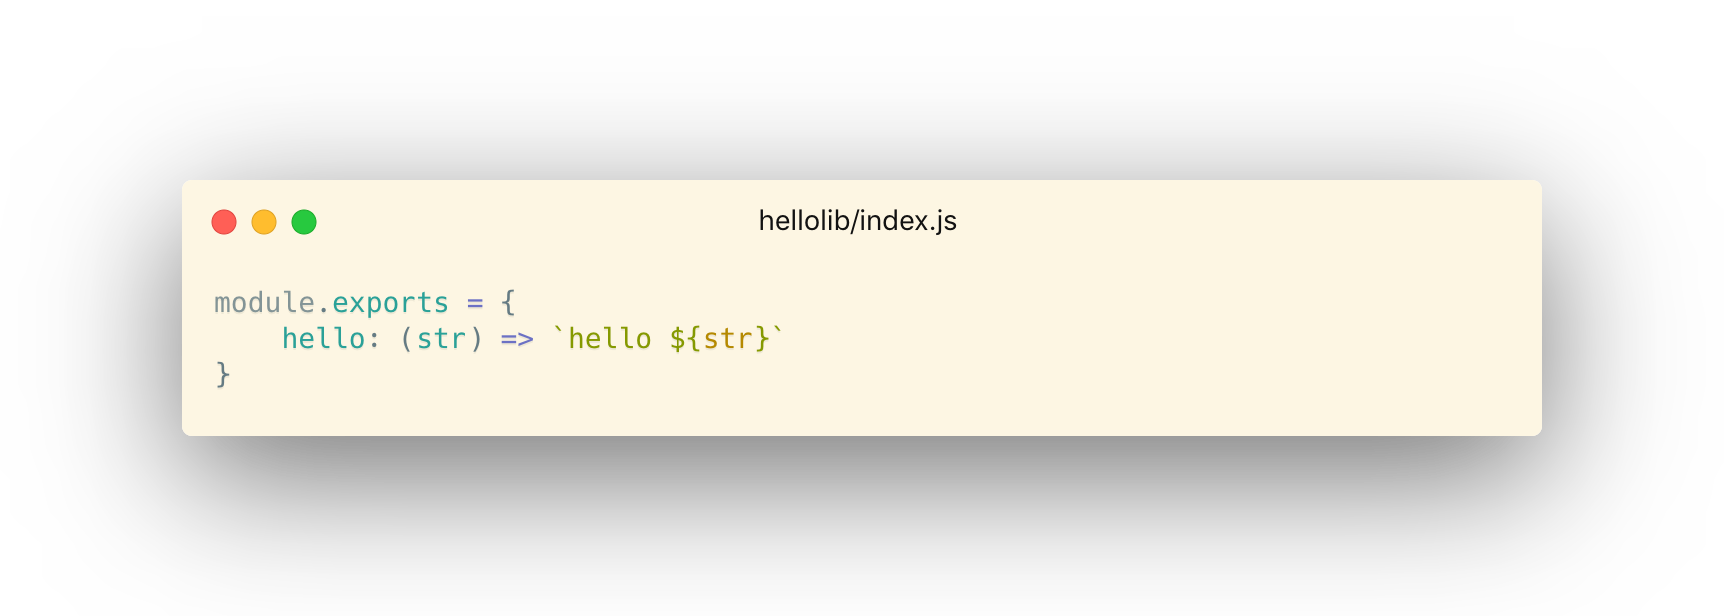 hellolib/index.js
module.exports = {
    hello: (str) => `hello ${str}`
}